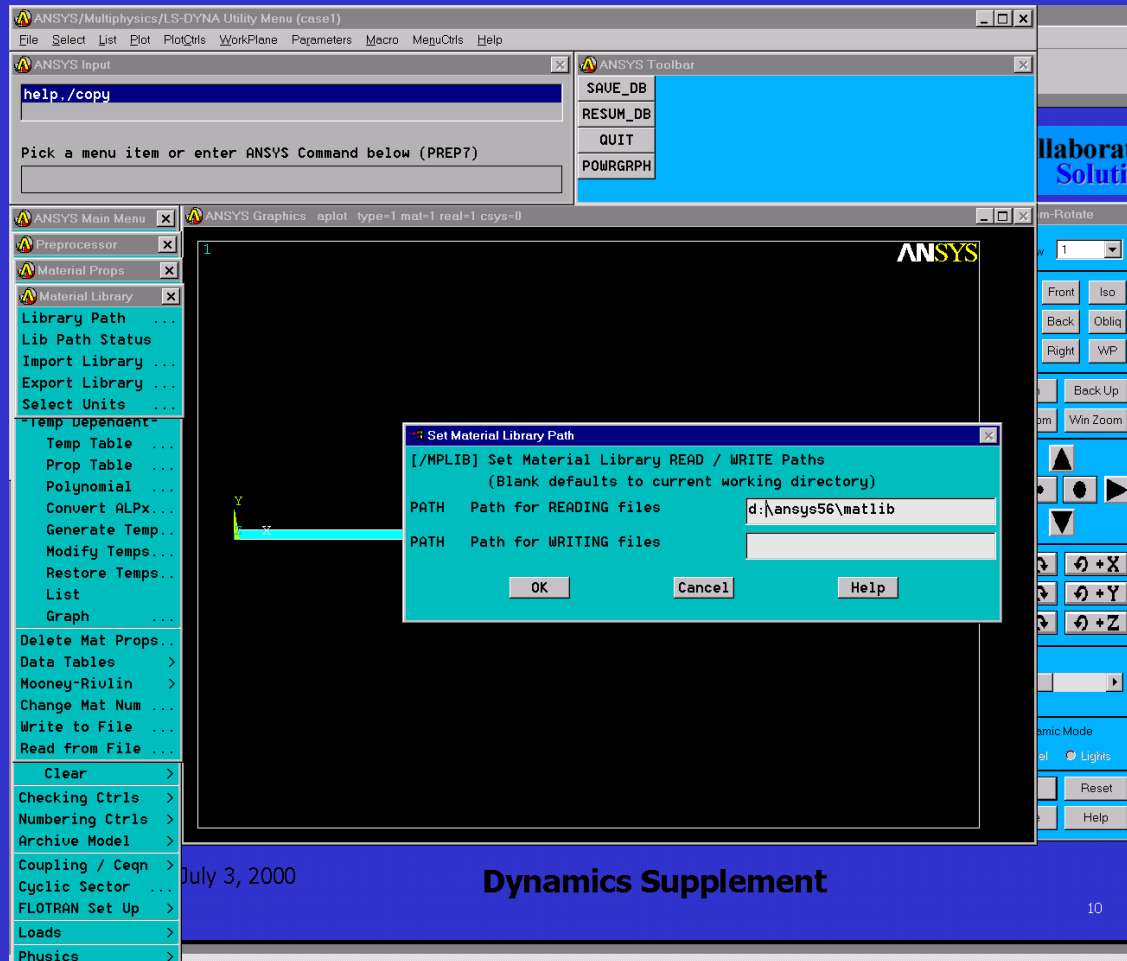 ANSYS/Multiphysics/LS-DYNA Utility Menu (case1)
File Select List Plot PlotCtrls WorkPlane Parameters Macro MenuCtrls Help
ANSYS Input
help,/copy
Pick a menu item or enter ANSYS Command below (PREP7)
ANSYS Toolbar
SAVE_DB
RESUM_DB
QUIT
POWRGRPH
llabora
Soluti
ANSYS Main Menu
Preprocessor
Material Props
Material Library
Library Path ...
Lib Path Status
Import Library ...
Export Library ...
Select Units ...
-Temp Dependent-
Temp Table ...
Prop Table ...
Polynomial ...
Convert ALPx...
Generate Temp..
Modify Temps...
Restore Temps..
List
Graph ...
Delete Mat Props..
Data Tables >
Mooney-Rivlin >
Change Mat Num ...
Write to File ...
Read from File ...
Clear >
Checking Ctrls >
Numbering Ctrls >
Archive Model >
Coupling / Ceqn >
Cyclic Sector ...
FLOTRAN Set Up >
Loads >
Physics >
ANSYS Graphics aplot type=1 mat=1 real=1 csys=0
1
ANSYS
Y
X
Set Material Library Path
[/MPLIB] Set Material Library READ / WRITE Paths
(Blank defaults to current working directory)
PATH Path for READING files d:\ansys56\matlib
PATH Path for WRITING files
OK Cancel Help
m-Rotate
w 1
Front Iso
Back Obliq
Right WP
Back Up
om Win Zoom
+X
+Y
+Z
amic Mode
el Lights
Reset
Help
July 3, 2000
Dynamics Supplement
10